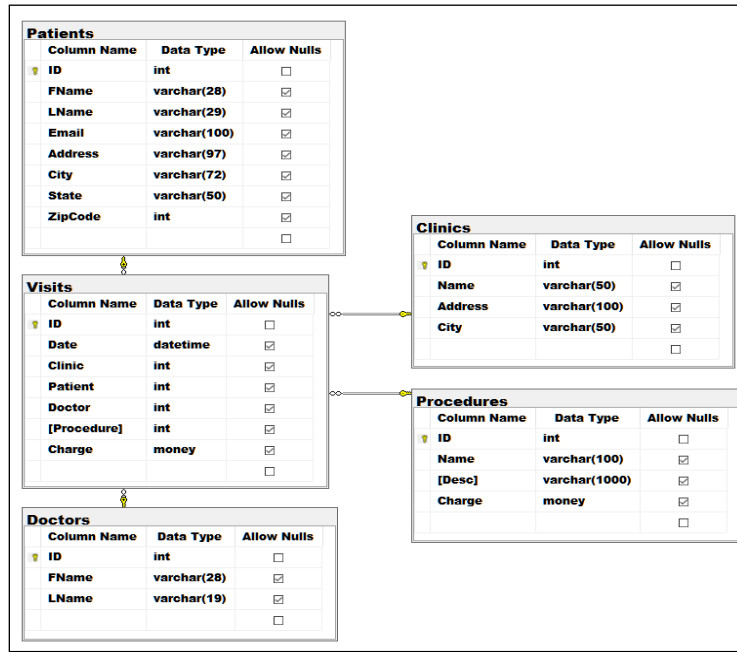 Patients
Column Name Data Type Allow Nulls
ID int
FName varchar(28)
LName varchar(29)
Email varchar(100)
Address varchar(97)
City varchar(72)
State varchar(50)
ZipCode int
Visits
Column Name Data Type Allow Nulls
ID int
Date datetime
Clinic int
Patient int
Doctor int
[Procedure] int
Charge money
Doctors
Column Name Data Type Allow Nulls
ID int
FName varchar(28)
LName varchar(19)
Clinics
Column Name Data Type Allow Nulls
ID int
Name varchar(50)
Address varchar(100)
City varchar(50)
Procedures
Column Name Data Type Allow Nulls
ID int
Name varchar(100)
[Desc] varchar(1000)
Charge money